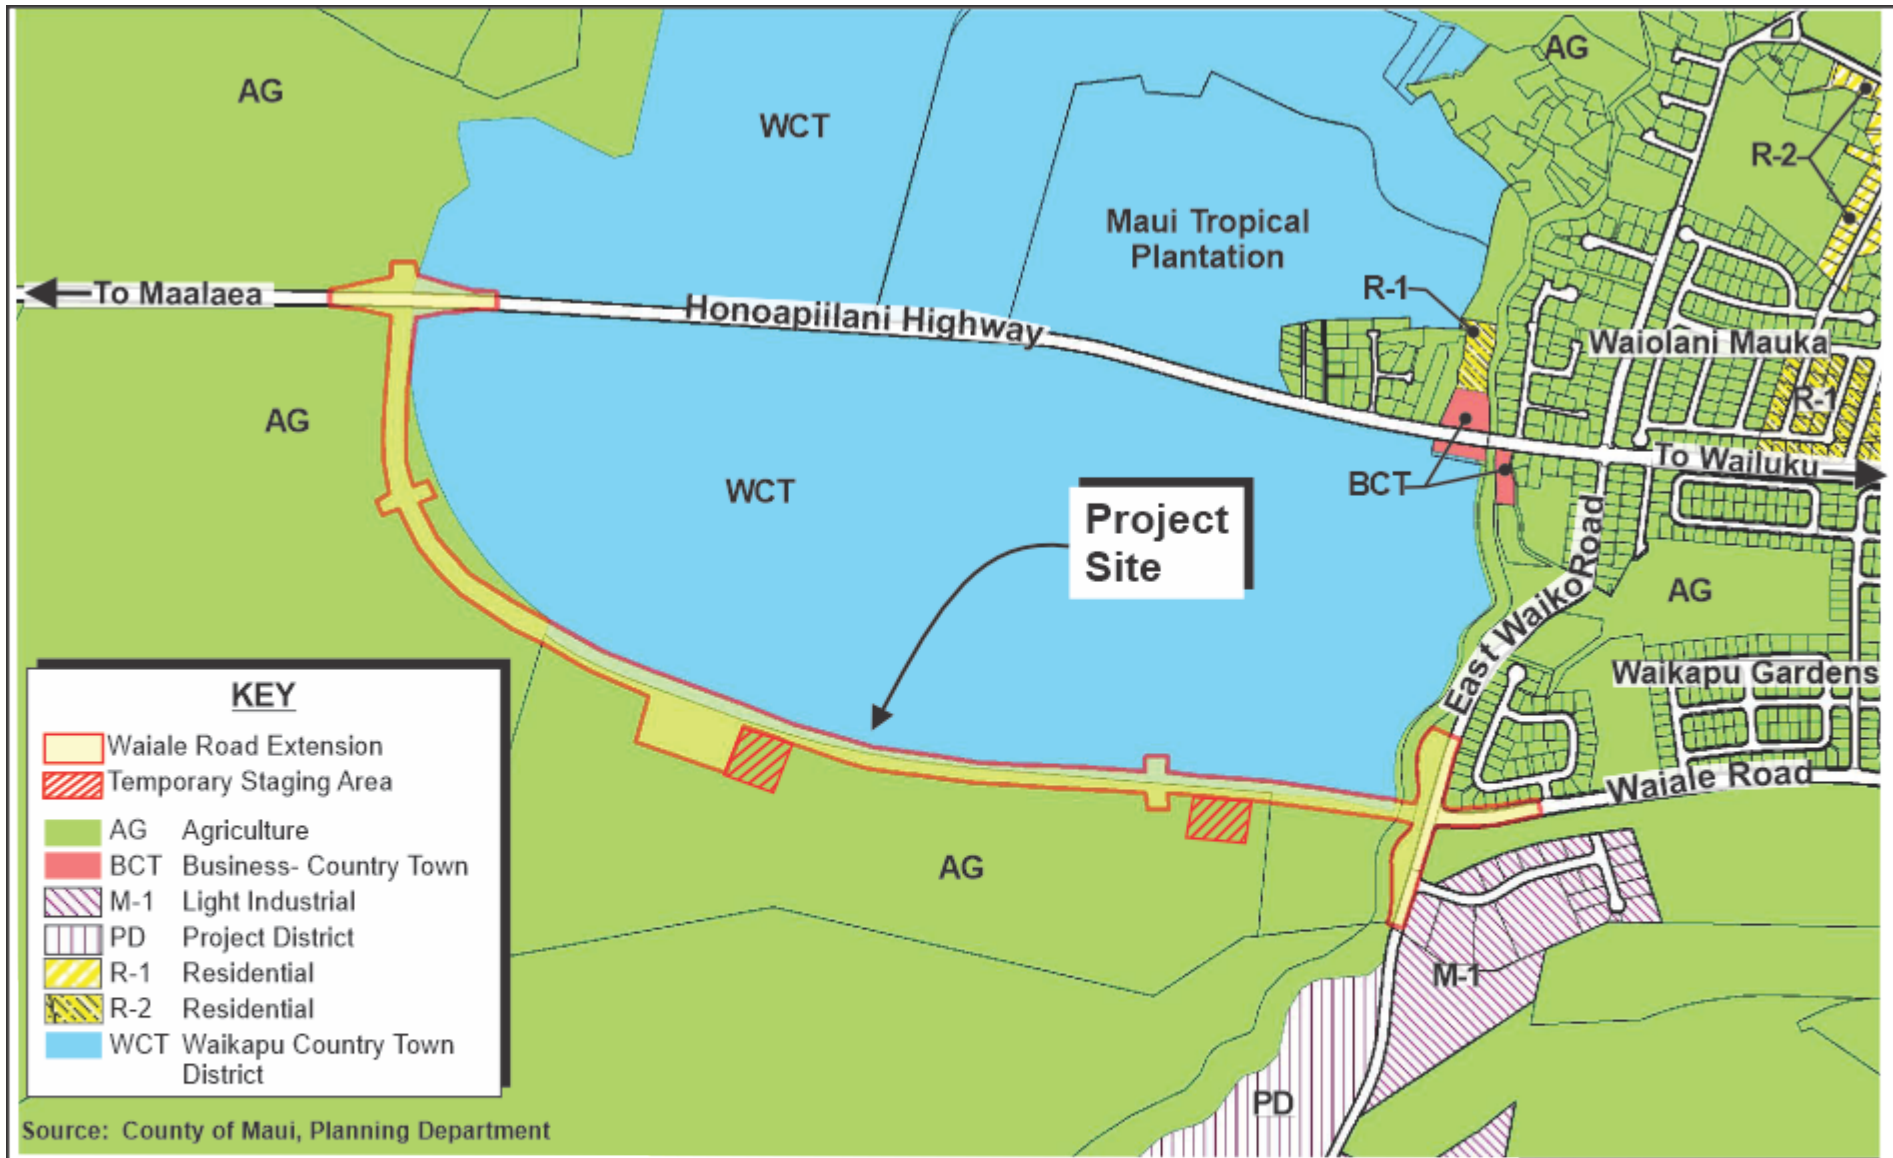 AG
AG
WCT
R-2
Maui Tropical
Plantation
R-1
To Maalaea
Honoapiilani Highway
Waiolani Mauka
R-1
AG
WCT
BCT
To Wailuku
Project
Site
East Waiko Road
AG
Waikapu Gardens
Waiale Road
AG
M-1
PD
KEY
Waiale Road Extension
Temporary Staging Area
AG Agriculture
BCT Business- Country Town
M-1 Light Industrial
PD Project District
R-1 Residential
R-2 Residential
WCT Waikapu Country Town
District
Source: County of Maui, Planning Department